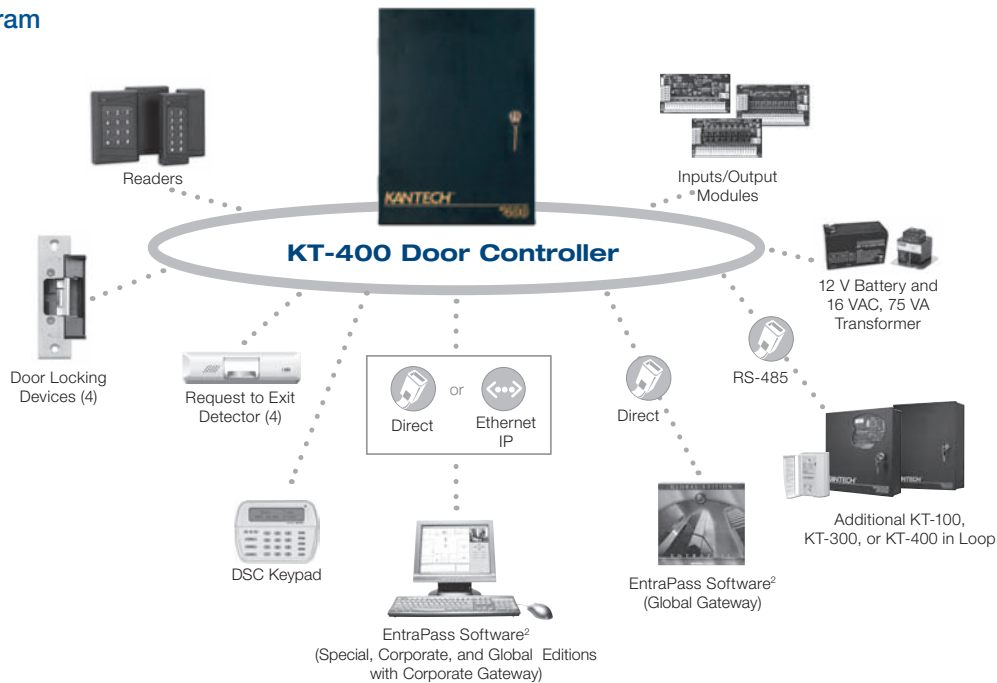 ram
Readers
Inputs/Output
Modules
KANTECH
KT-400 Door Controller
12 V Battery and
16 VAC, 75 VA
Transformer
Door Locking
Devices (4)
Request to Exit
Detector (4)
Direct
or
Ethernet
IP
Direct
RS-485
KANTECH
KANTECH
Additional KT-100,
KT-300, or KT-400 in Loop
DSC Keypad
GLOBAL EDITION
EntraPass Software²
(Global Gateway)
EntraPass Software²
(Special, Corporate, and Global Editions
with Corporate Gateway)